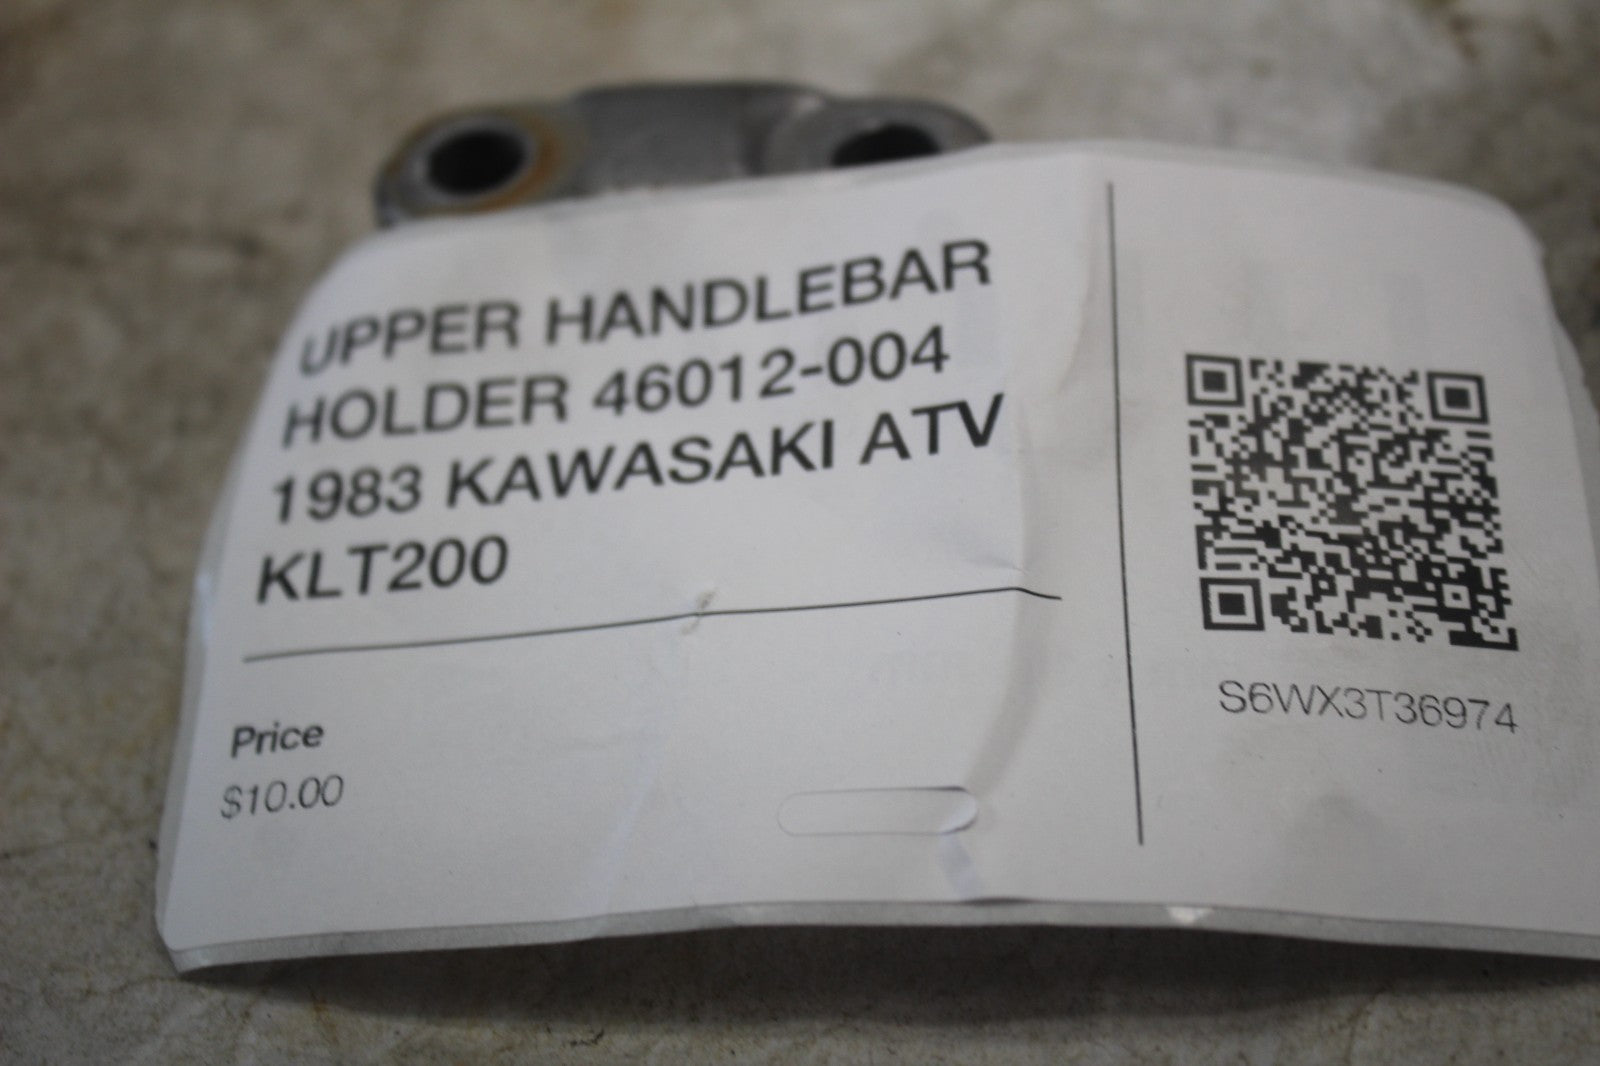 UPPER HANDLEBAR
HOLDER 46012-004
1983 KAWASAKI ATV
KLT200
Price
$10.00
S6WX3T36974